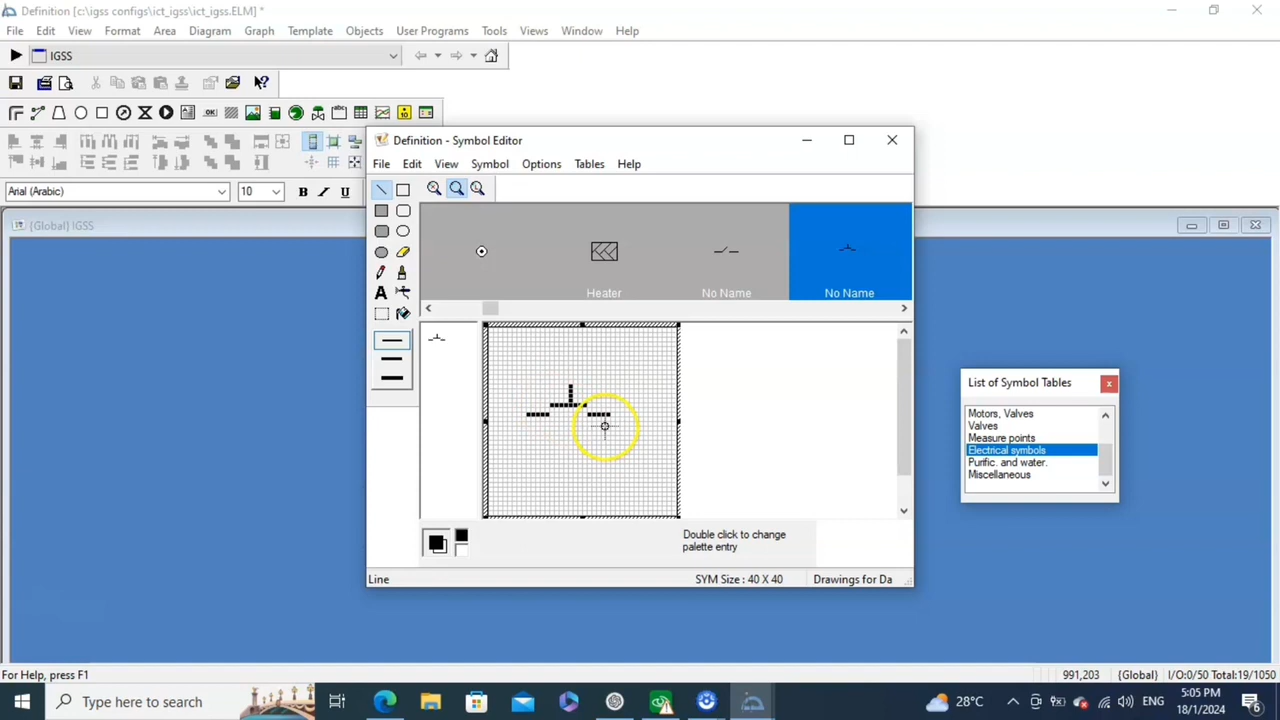 Definition [c:\igss configs\ict_igss\ict_igss.ELM] *
File Edit View Format Area Diagram Graph Template Objects User Programs Tools Views Window Help
IGSS
OK
Arial (Arabic) 10 B I U
Definition - Symbol Editor
File Edit View Symbol Options Tables Help
{Global} IGSS
Heater No Name No Name
A
List of Symbol Tables
Motors, Valves
Valves
Measure points
Electrical symbols
Purific. and water.
Miscellaneous
Double click to change
palette entry
Line SYM Size : 40 X 40 Drawings for Da
For Help, press F1 991,203 {Global} I/O:0/50 Total:19/1050
Type here to search 28°C ENG 5:05 PM
18/1/2024 6